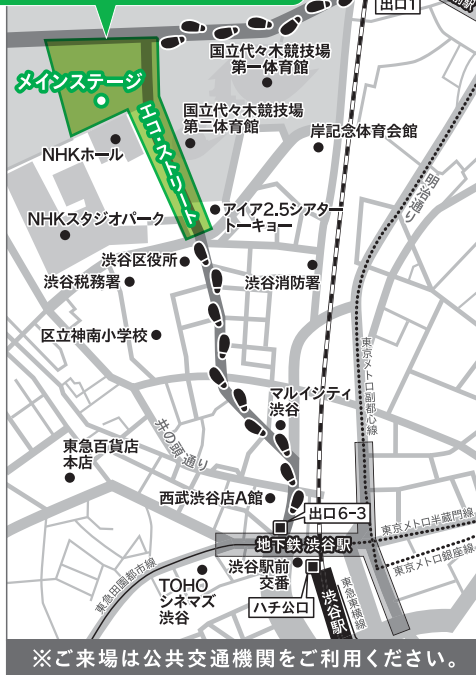 出口1
国立代々木競技場
第一体育館
メインステージ
エコ・ストリート
国立代々木競技場
第二体育館
岸記念体育会館
NHKホール
明治通り
NHKスタジオパーク
アイア2.5シアター
トーキョー
渋谷区役所
渋谷税務署
渋谷消防署
区立神南小学校
東京メトロ副都心線
マルイシティ
渋谷
井の頭通り
東急百貨店
本店
西武渋谷店A館
出口6-3
東京メトロ半蔵門線
地下鉄 渋谷駅
東京メトロ銀座線
渋谷駅前
交番
東急田園都市線
TOHO
シネマズ
渋谷
ハチ公口
渋谷駅
東急東横線
※ご来場は公共交通機関をご利用ください。